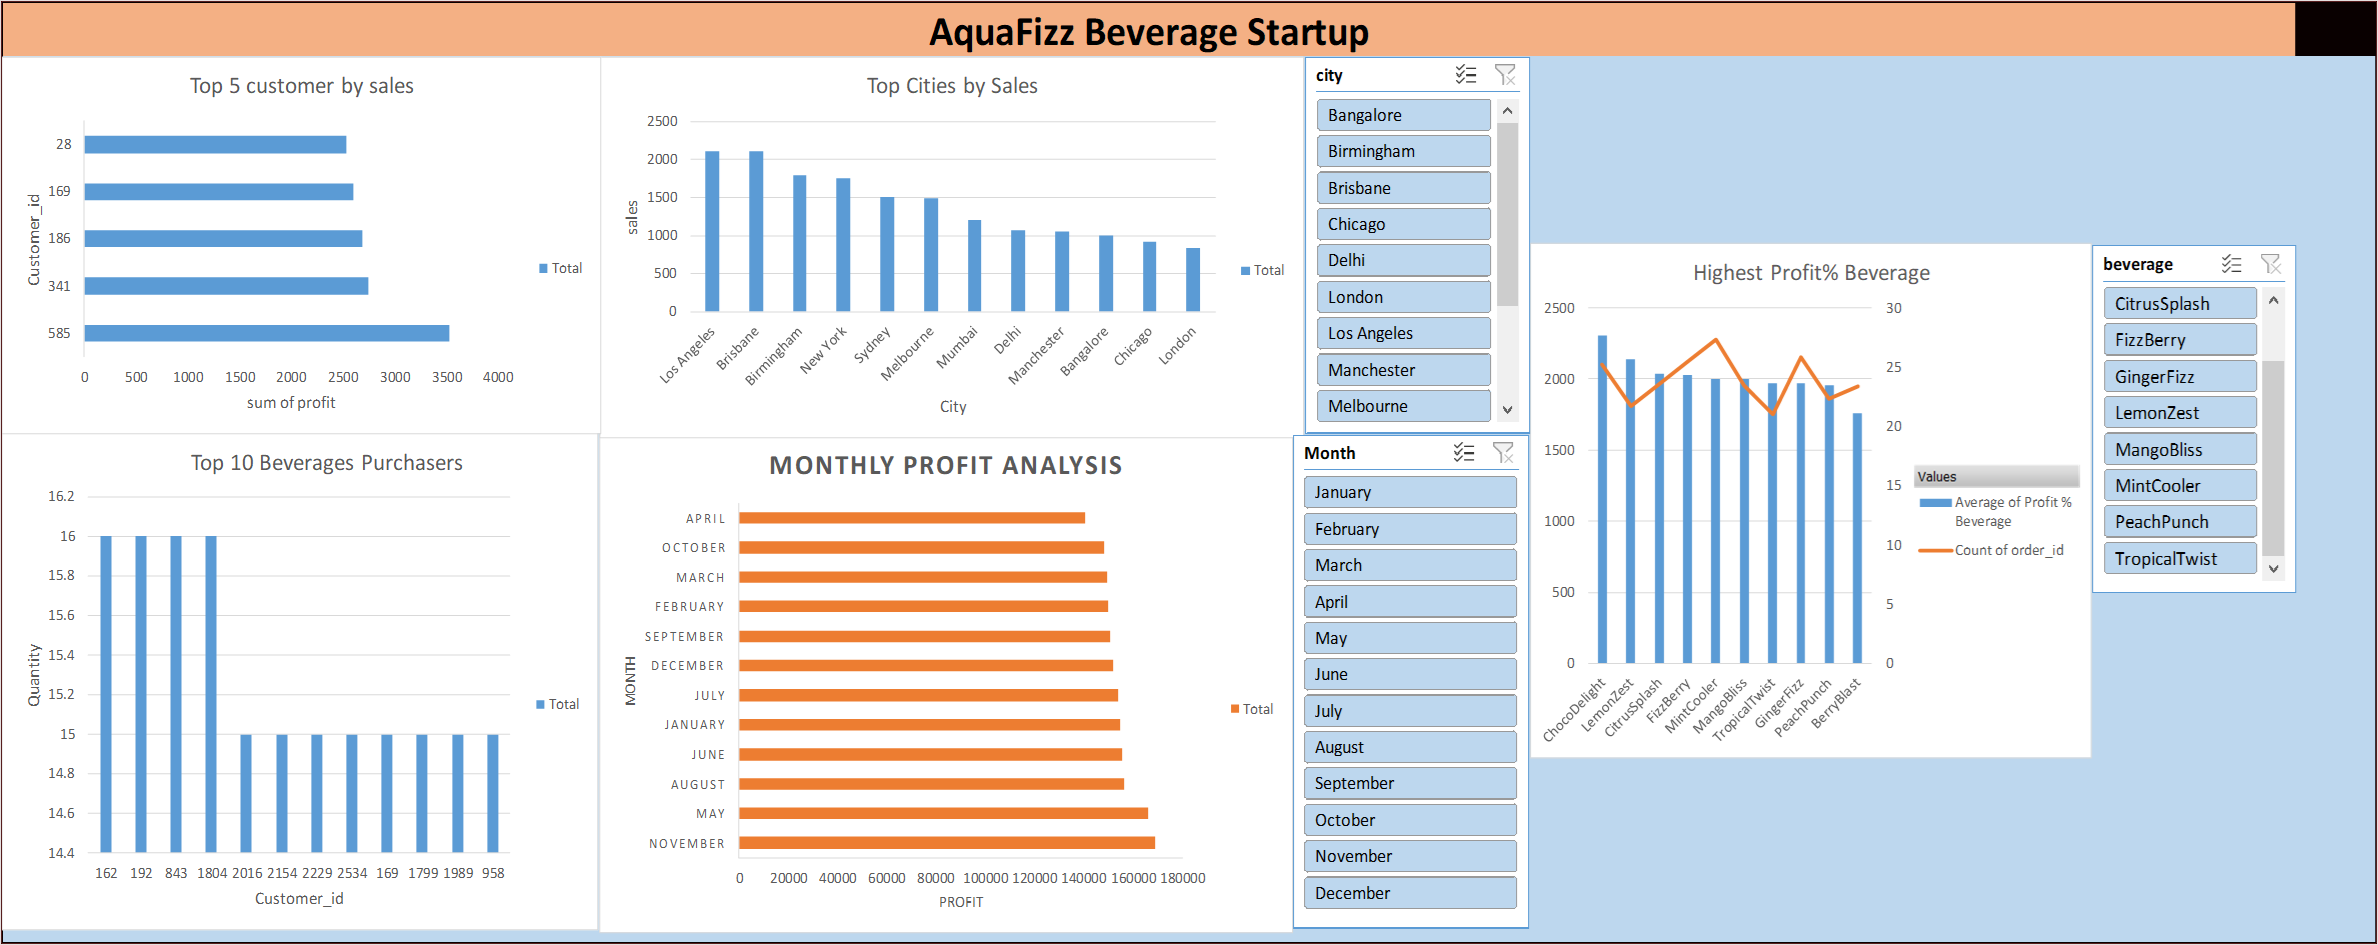 AquaFizz Beverage Startup
Top 5 customer by sales
Customer_id
28
169
186
341
585
0 500 1000 1500 2000 2500 3000 3500 4000
sum of profit
Total
Top Cities by Sales
sales
2500
2000
1500
1000
500
0
Los Angeles Brisbane Birmingham New York Sydney Melbourne Mumbai Delhi Manchester Bangalore Chicago London
City
Total
city
Bangalore
Birmingham
Brisbane
Chicago
Delhi
London
Los Angeles
Manchester
Melbourne
Top 10 Beverages Purchasers
Quantity
16.2
16
15.8
15.6
15.4
15.2
15
14.8
14.6
14.4
162 192 843 1804 2016 2154 2229 2534 169 1799 1989 958
Customer_id
Total
MONTHLY PROFIT ANALYSIS
MONTH
APRIL
OCTOBER
MARCH
FEBRUARY
SEPTEMBER
DECEMBER
JULY
JANUARY
JUNE
AUGUST
MAY
NOVEMBER
0 20000 40000 60000 80000 100000 120000 140000 160000 180000
PROFIT
Total
Month
January
February
March
April
May
June
July
August
September
October
November
December
Highest Profit% Beverage
2500
2000
1500
1000
500
0
30
25
20
15
10
5
0
ChocoDelight LemonZest CitrusSplash FizzBerry MintCooler MangoBliss TropicalTwist GingerFizz PeachPunch BerryBlast
Values
Average of Profit %
Beverage
Count of order_id
beverage
CitrusSplash
FizzBerry
GingerFizz
LemonZest
MangoBliss
MintCooler
PeachPunch
TropicalTwist